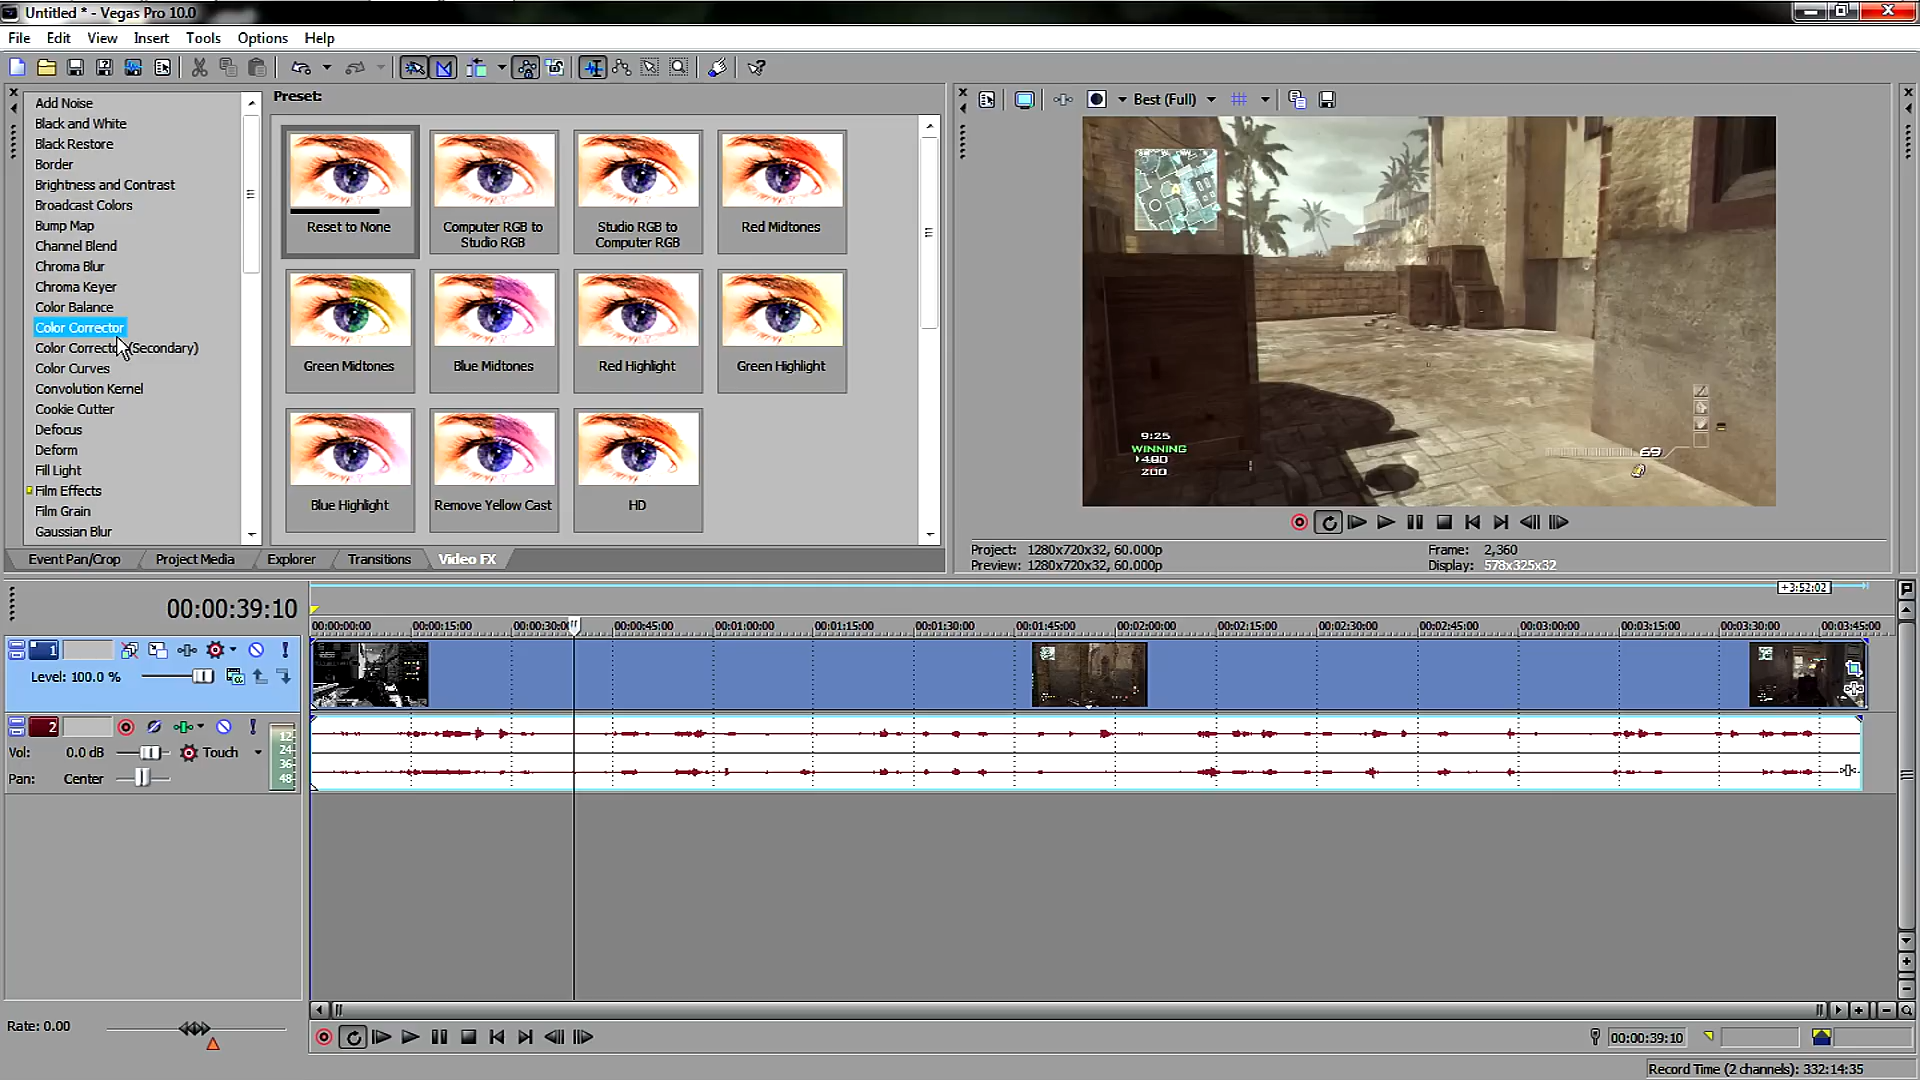 Untitled * - Vegas Pro 10.0
File Edit View Insert Tools Options Help
Add Noise
Black and White
Black Restore
Border
Brightness and Contrast
Broadcast Colors
Bump Map
Channel Blend
Chroma Blur
Chroma Keyer
Color Balance
Color Corrector
Color Correcto (Secondary)
Color Curves
Convolution Kernel
Cookie Cutter
Defocus
Deform
Fill Light
Film Effects
Film Grain
Gaussian Blur
Preset:
Reset to None
Computer RGB to
Studio RGB
Studio RGB to
Computer RGB
Red Midtones
Green Midtones
Blue Midtones
Red Highlight
Green Highlight
Blue Highlight
Remove Yellow Cast
HD
Event Pan/Crop Project Media Explorer Transitions Video FX
Best (Full)
9:25
WINNING
200
69
Project: 1280x720x32, 60.000p
Preview: 1280x720x32, 60.000p
Frame: 2,360
Display: 578x325x32
+3:52:02
00:00:39:10
00:00:00:00 00:00:15:00 00:00:30:0 00:00:45:00 00:01:00:00 00:01:15:00 00:01:30:00 00:01:45:00 00:02:00:00 00:02:15:00 00:02:30:00 00:02:45:00 00:03:00:00 00:03:15:00 00:03:30:00 00:03:45:00
1
Level: 100.0 %
2
Vol: 0.0 dB Touch
Pan: Center
12
24
36
48
Rate: 0.00
00:00:39:10
Record Time (2 channels): 332:14:35